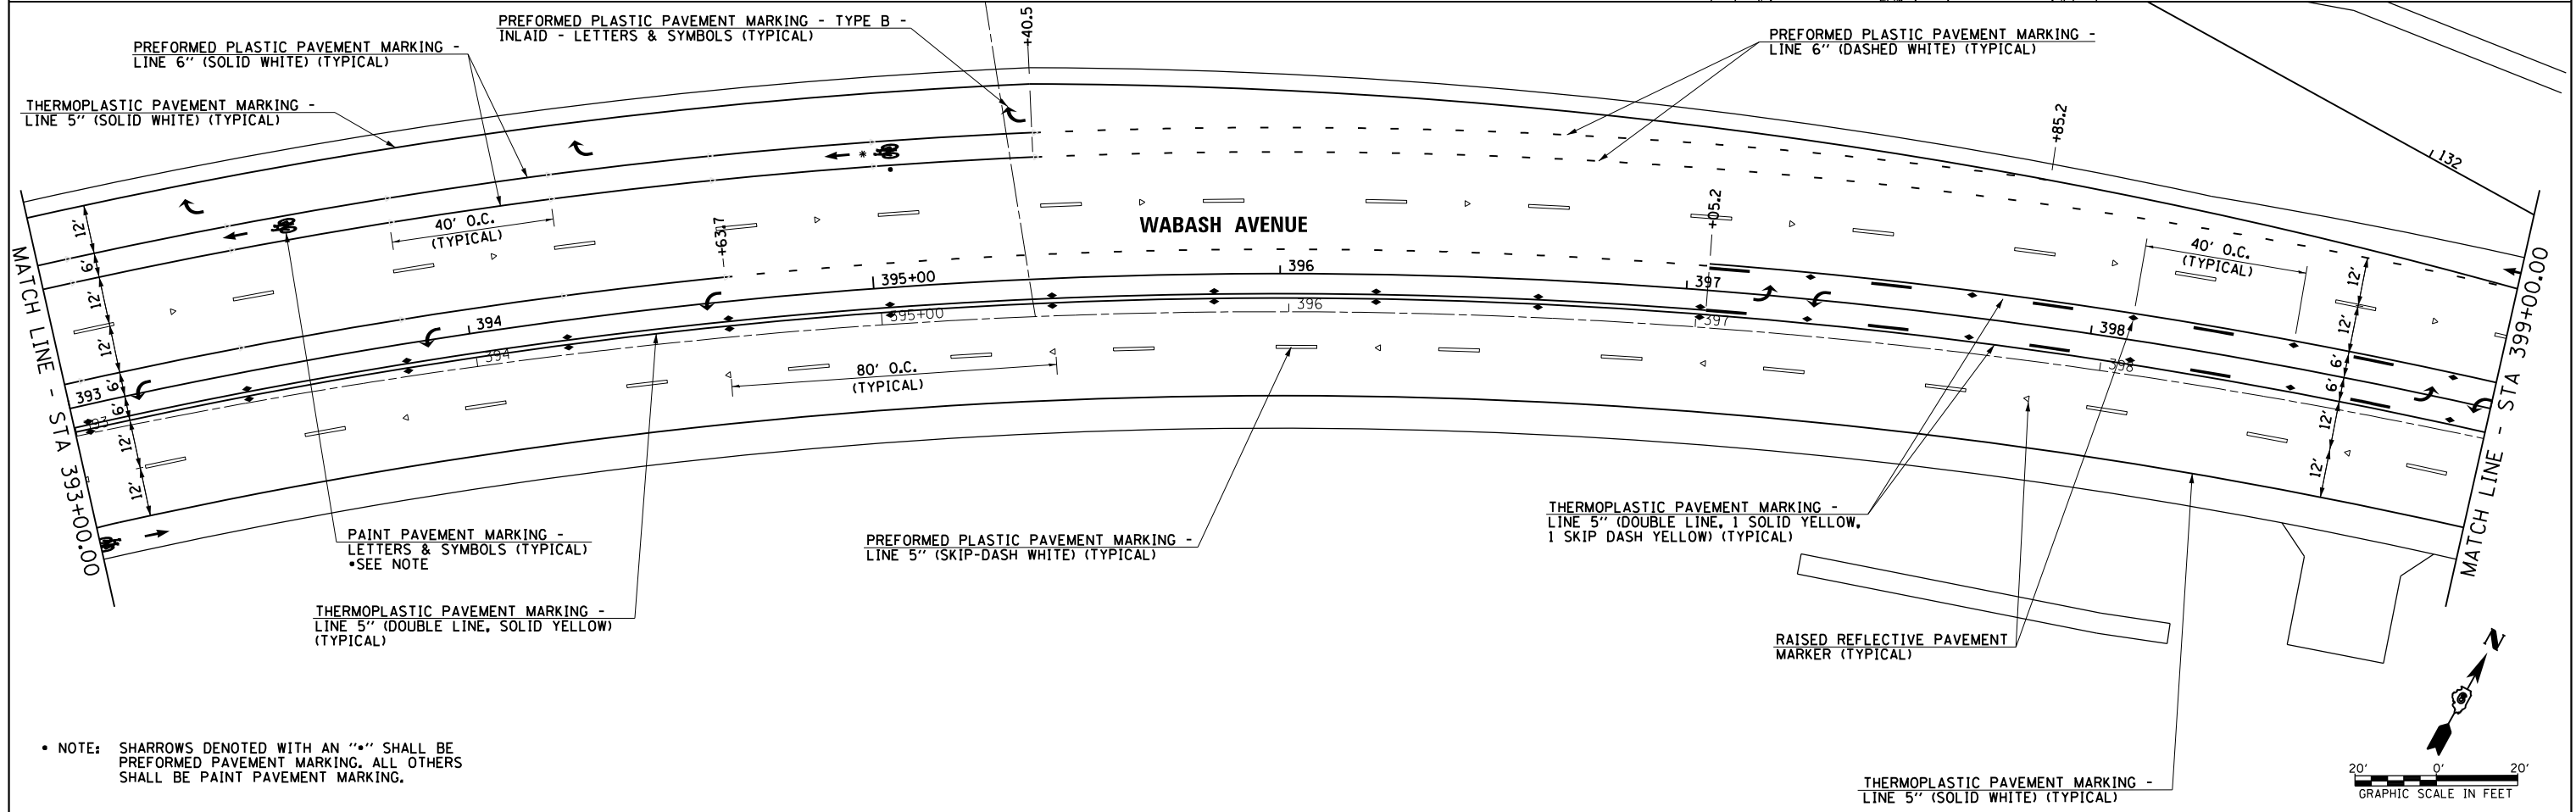 PREFORMED PLASTIC PAVEMENT MARKING - TYPE B -
INLAID - LETTERS & SYMBOLS (TYPICAL)
+40.5
PREFORMED PLASTIC PAVEMENT MARKING -
LINE 6" (DASHED WHITE) (TYPICAL)
PREFORMED PLASTIC PAVEMENT MARKING -
LINE 6" (SOLID WHITE) (TYPICAL)
THERMOPLASTIC PAVEMENT MARKING -
LINE 5" (SOLID WHITE) (TYPICAL)
+85.2
132
40' O.C.
(TYPICAL)
+63.7
WABASH AVENUE
+05.2
40' O.C.
(TYPICAL)
MATCH LINE - STA 393+00.00
12'
6'
12'
12'
6'
6'
12'
12'
393
394
395+00
396
397
398
393
394
395+00
396
397
398
80' O.C.
(TYPICAL)
12'
12'
6'
6'
12'
12'
MATCH LINE - STA 399+00.00
PAINT PAVEMENT MARKING -
LETTERS & SYMBOLS (TYPICAL)
*SEE NOTE
PREFORMED PLASTIC PAVEMENT MARKING -
LINE 5" (SKIP-DASH WHITE) (TYPICAL)
THERMOPLASTIC PAVEMENT MARKING -
LINE 5" (DOUBLE LINE, 1 SOLID YELLOW,
1 SKIP DASH YELLOW) (TYPICAL)
THERMOPLASTIC PAVEMENT MARKING -
LINE 5" (DOUBLE LINE, SOLID YELLOW)
(TYPICAL)
RAISED REFLECTIVE PAVEMENT
MARKER (TYPICAL)
N
* NOTE: SHARROWS DENOTED WITH AN "*" SHALL BE
PREFORMED PAVEMENT MARKING. ALL OTHERS
SHALL BE PAINT PAVEMENT MARKING.
THERMOPLASTIC PAVEMENT MARKING -
LINE 5" (SOLID WHITE) (TYPICAL)
20' 0' 20'
GRAPHIC SCALE IN FEET